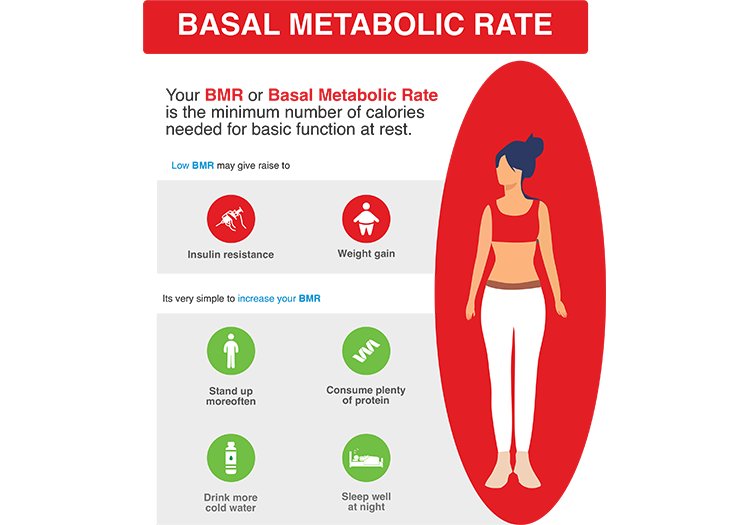 BASAL METABOLIC RATE
Your BMR or Basal Metabolic Rate
is the minimum number of calories
needed for basic function at rest.
Low BMR may give raise to
Insulin resistance
Weight gain
Its very simple to increase your BMR
Stand up
moreoften
Consume plenty
of protein
Drink more
cold water
Sleep well
at night